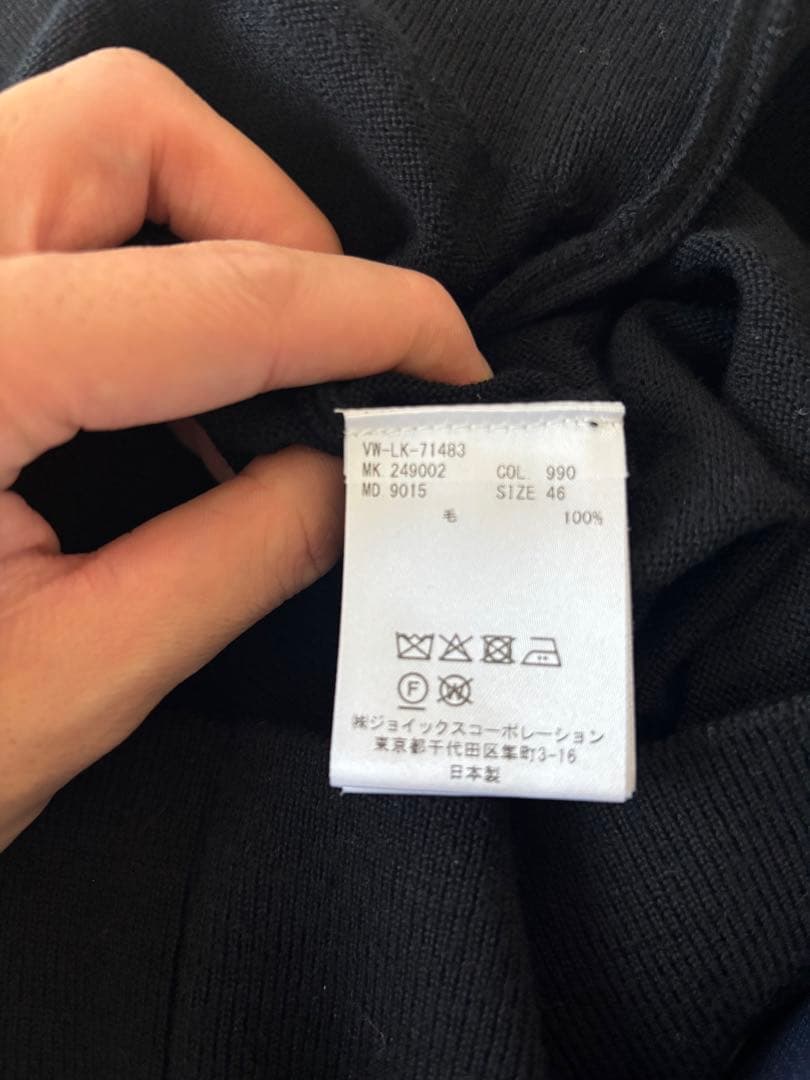 VW-LK-71483
MK 249002 COL. 990
MD 9015 SIZE 46
毛 100%
F W
㈱ジョイックスコーポレーション
東京都千代田区隼町3-16
日本製